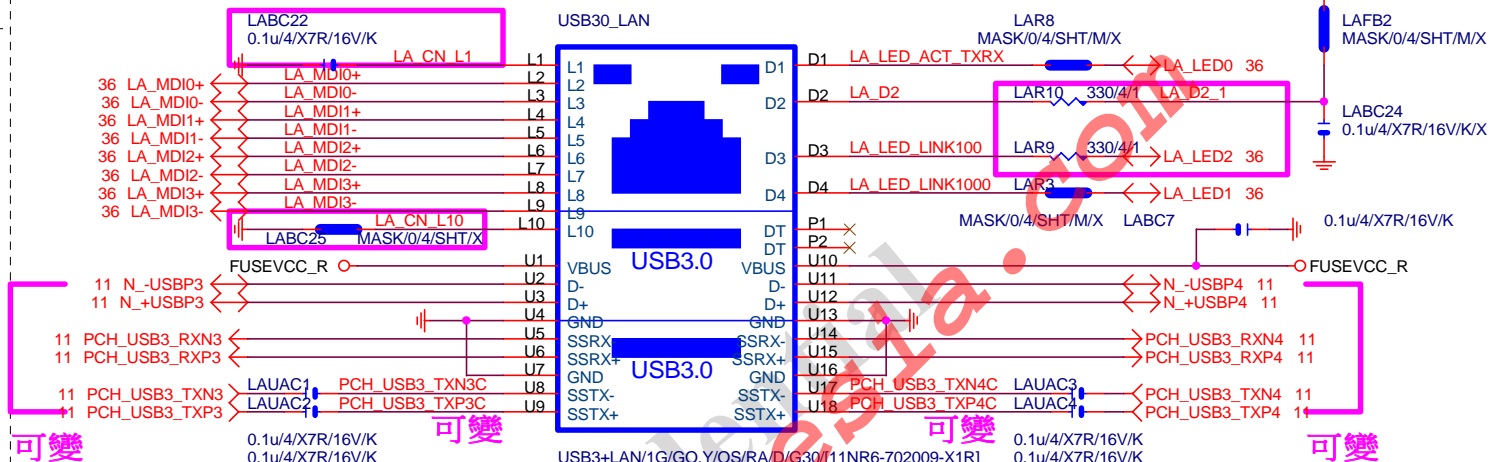 LABC22
0.1u/4/X7R/16V/K
USB30_LAN
LAR8
MASK/0/4/SHT/M/X
LAFB2
MASK/0/4/SHT/M/X
LA_CN_L1 L1 L1 D1 D1 LA_LED_ACT_TXRX LA_LED0 36
36 LA_MDI0+ LA_MDI0+ L2 L2
36 LA_MDI0- LA_MDI0- L3 L3 D2 D2 LA_D2 LAR10 330/4/1 LA_D2_1
36 LA_MDI1+ LA_MDI1+ L4 L4
LABC24
0.1u/4/X7R/16V/K/X
36 LA_MDI1- LA_MDI1- L5 L5
36 LA_MDI2+ LA_MDI2+ L6 L6 D3 D3 LA_LED_LINK100 LAR9 330/4/1 LA_LED2 36
36 LA_MDI2- LA_MDI2- L7 L7
36 LA_MDI3+ LA_MDI3+ L8 L8 D4 D4 LA_LED_LINK1000 LAR3 LA_LED1 36
36 LA_MDI3- LA_MDI3- L9 L9
MASK/0/4/SHT/M/X LABC7 0.1u/4/X7R/16V/K
LA_CN_L10 L10 L10 DT P1
LABC25 MASK/0/4/SHT/X
DT P2
FUSEVCC_R U1 VBUS USB3.0 VBUS U10 FUSEVCC_R
11 N_-USBP3 U2 D- D- U11 N_-USBP4 11
11 N_+USBP3 U3 D+ D+ U12 N_+USBP4 11
U4 GND GND U13
11 PCH_USB3_RXN3 U5 SSRX- SSRX- U14 PCH_USB3_RXN4 11
11 PCH_USB3_RXP3 U6 SSRX+ SSRX+ U15 PCH_USB3_RXP4 11
U7 GND USB3.0 GND U16
11 PCH_USB3_TXN3 LAUAC1 PCH_USB3_TXN3C U8 SSTX- SSTX- U17 PCH_USB3_TXN4C LAUAC3 PCH_USB3_TXN4 11
11 PCH_USB3_TXP3 LAUAC2 PCH_USB3_TXP3C U9 SSTX+ SSTX+ U18 PCH_USB3_TXP4C LAUAC4 PCH_USB3_TXP4 11
可變 可變 可變 可變
0.1u/4/X7R/16V/K 0.1u/4/X7R/16V/K
0.1u/4/X7R/16V/K 0.1u/4/X7R/16V/K
USB3+LAN/1G/GO,Y/OS/RA/D/G30/[11NR6-702009-X1R]